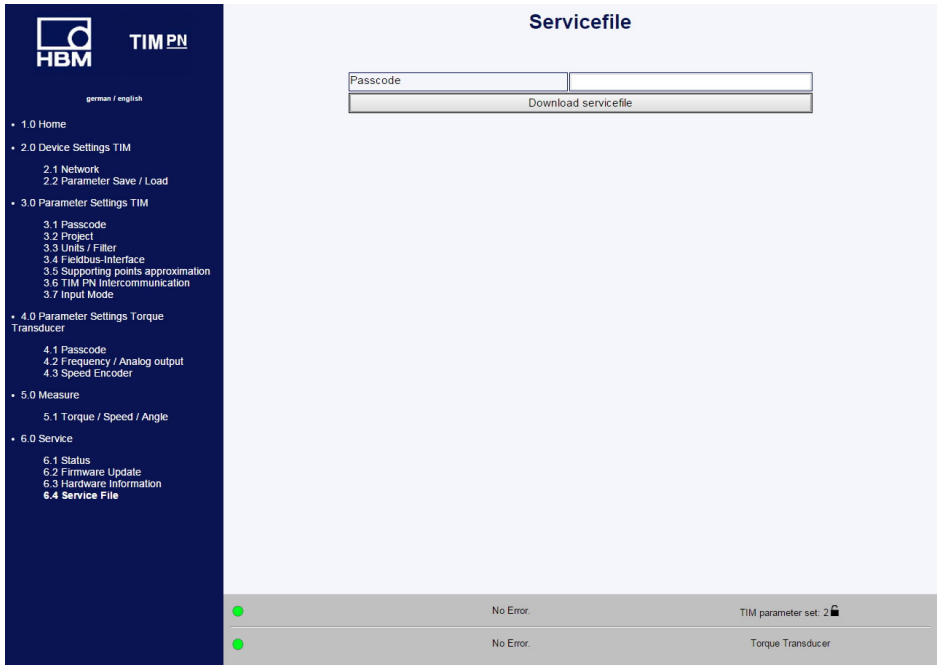 HBM
TIM PN
german / english
• 1.0 Home
• 2.0 Device Settings TIM
2.1 Network
2.2 Parameter Save / Load
• 3.0 Parameter Settings TIM
3.1 Passcode
3.2 Project
3.3 Units / Filter
3.4 Fieldbus-Interface
3.5 Supporting points approximation
3.6 TIM PN Intercommunication
3.7 Input Mode
• 4.0 Parameter Settings Torque
Transducer
4.1 Passcode
4.2 Frequency / Analog output
4.3 Speed Encoder
• 5.0 Measure
5.1 Torque / Speed / Angle
• 6.0 Service
6.1 Status
6.2 Firmware Update
6.3 Hardware Information
6.4 Service File
Servicefile
Passcode
Download servicefile
No Error. TIM parameter set: 2
No Error. Torque Transducer